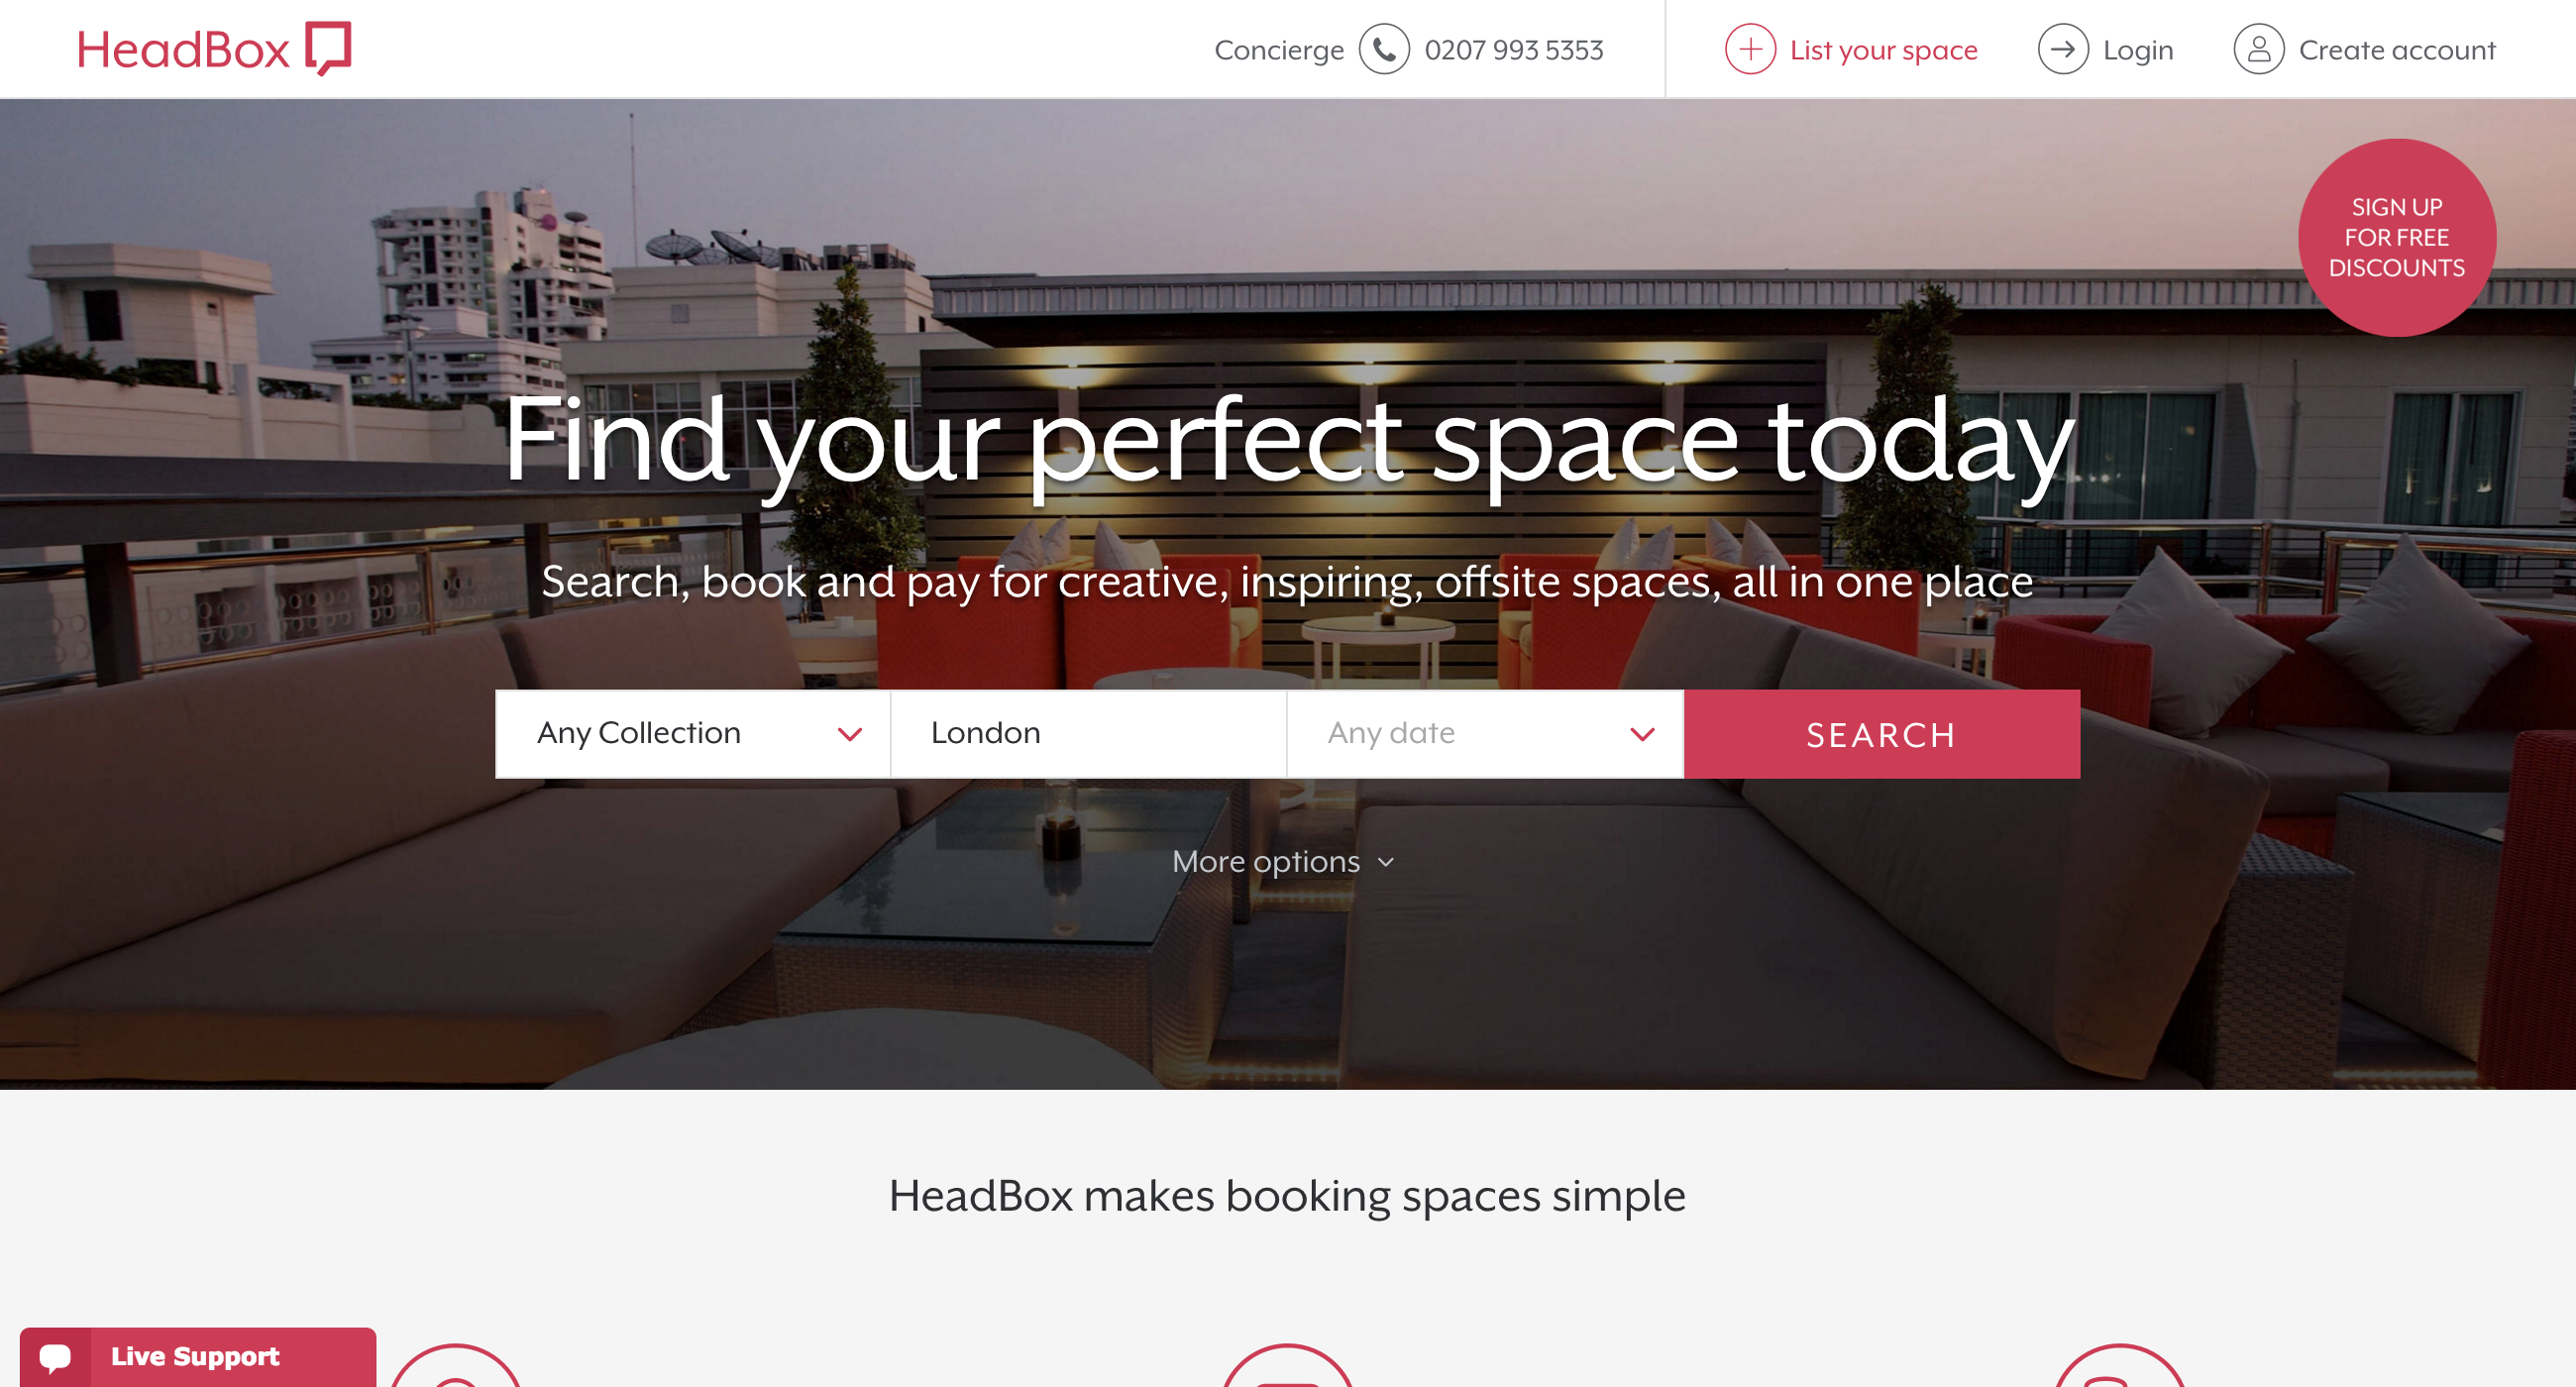 HeadBox
Concierge 0207 993 5353
List your space
Login
Create account
SIGN UP
FOR FREE
DISCOUNTS
Find your perfect space today
Search, book and pay for creative, inspiring, offsite spaces, all in one place
Any Collection
London
Any date
SEARCH
More options
HeadBox makes booking spaces simple
Live Support